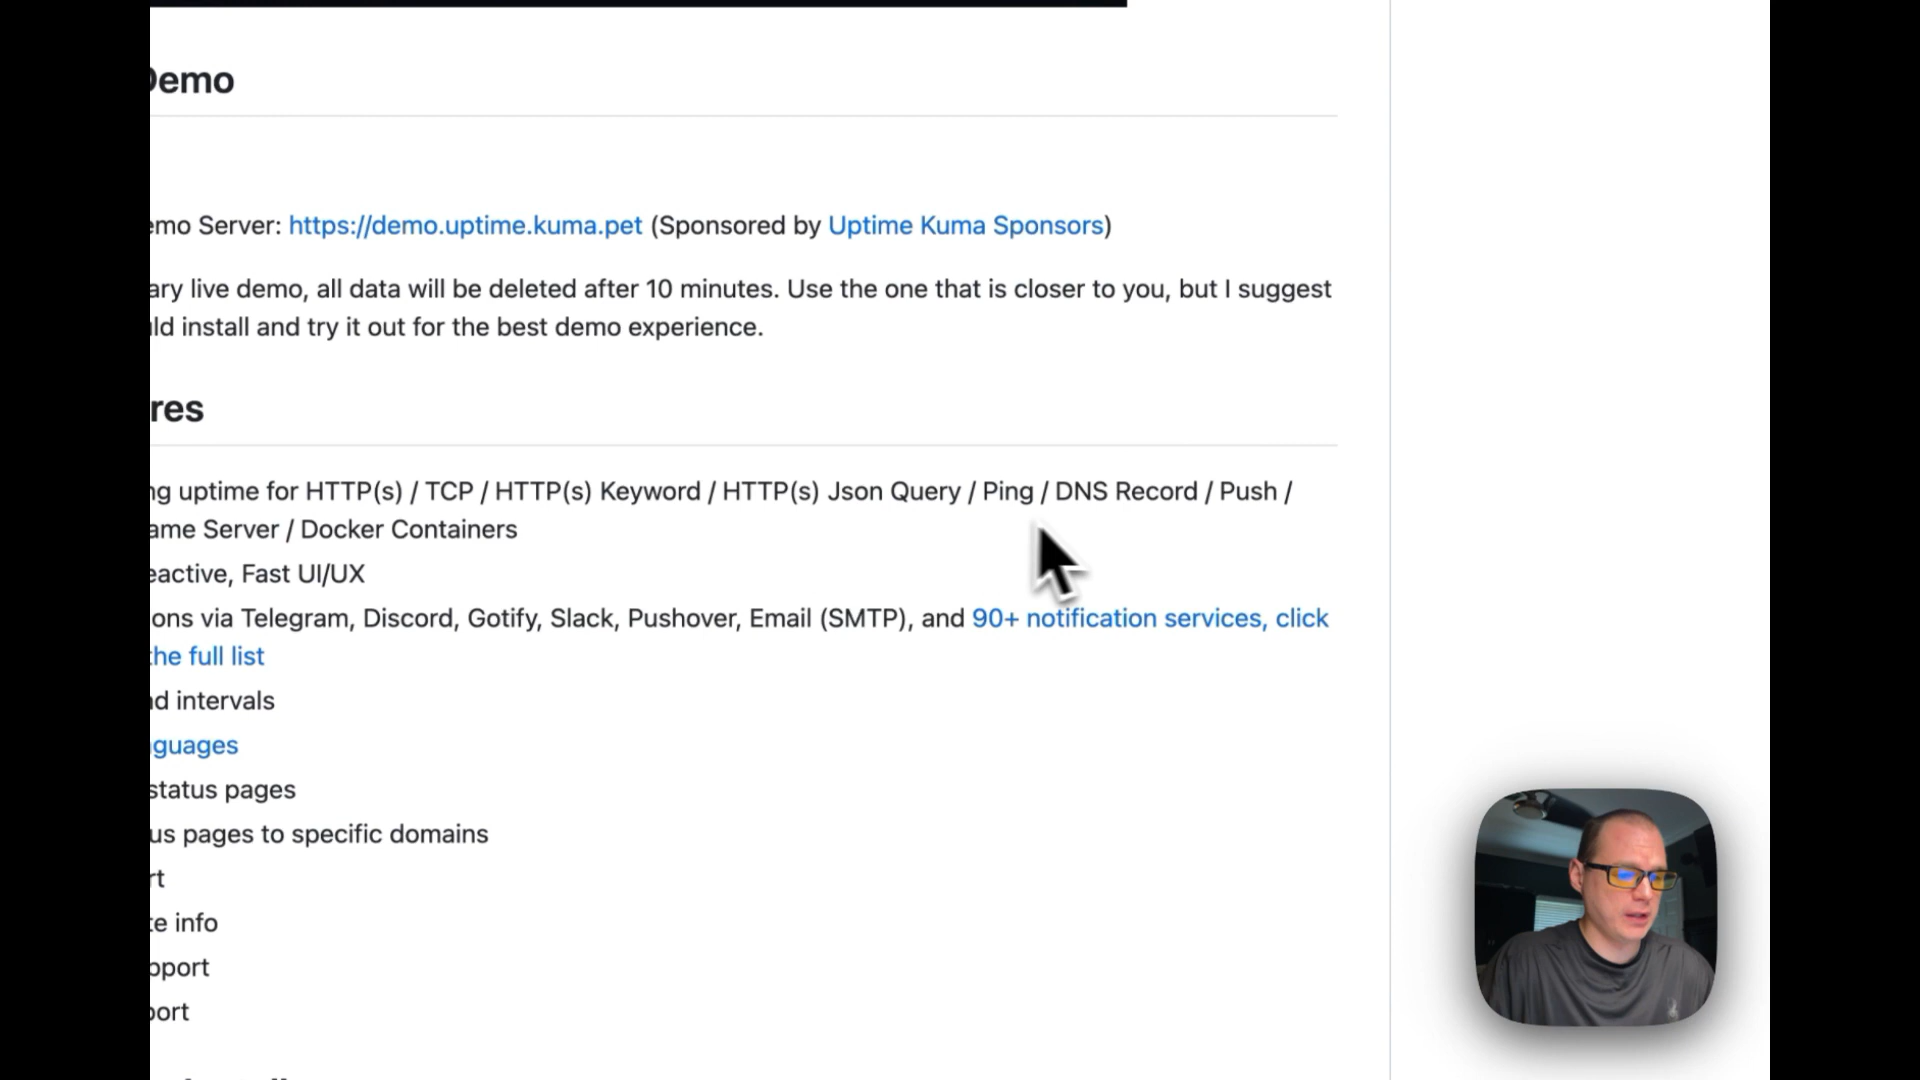 Demo
emo Server: https://demo.uptime.kuma.pet (Sponsored by Uptime Kuma Sponsors)
ary live demo, all data will be deleted after 10 minutes. Use the one that is closer to you, but I suggest
ld install and try it out for the best demo experience.
res
ng uptime for HTTP(s) / TCP / HTTP(s) Keyword / HTTP(s) Json Query / Ping / DNS Record / Push /
ame Server / Docker Containers
eactive, Fast UI/UX
ons via Telegram, Discord, Gotify, Slack, Pushover, Email (SMTP), and 90+ notification services, click
the full list
d intervals
guages
status pages
us pages to specific domains
rt
te info
pport
port